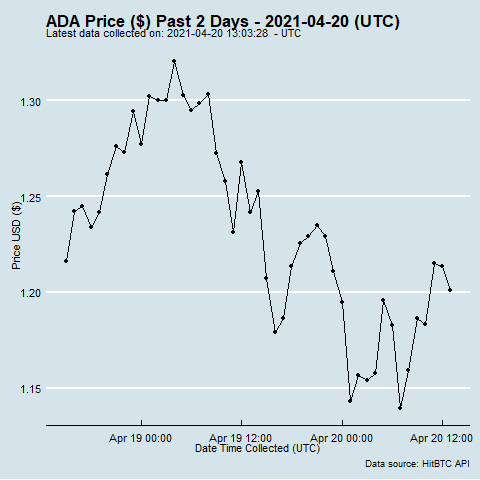 ADA Price ($) Past 2 Days - 2021-04-20 (UTC)
Latest data collected on: 2021-04-20 13:03:28 - UTC
1.30
1.25
1.20
1.15
Price USD ($)
Apr 19 00:00
Apr 19 12:00
Apr 20 00:00
Apr 20 12:00
Date Time Collected (UTC)
Data source: HitBTC API